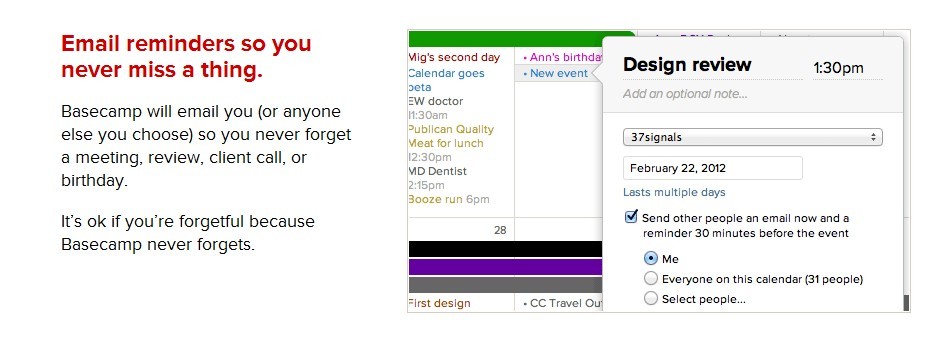 Email reminders so you
never miss a thing.
Basecamp will email you (or anyone
else you choose) so you never forget
a meeting, review, client call, or
birthday.
It's ok if you're forgetful because
Basecamp never forgets.
Mig's second day
Calendar goes
beta
EW doctor
11:30am
Publican Quality
Meat for lunch
12:30pm
MD Dentist
2:15pm
Booze run 6pm
• Ann's birthda
• New event
28
First design
• CC Travel Ou
Design review
1:30pm
Add an optional note...
37signals
February 22, 2012
Lasts multiple days
Send other people an email now and a
reminder 30 minutes before the event
Me
Everyone on this calendar (31 people)
Select people...